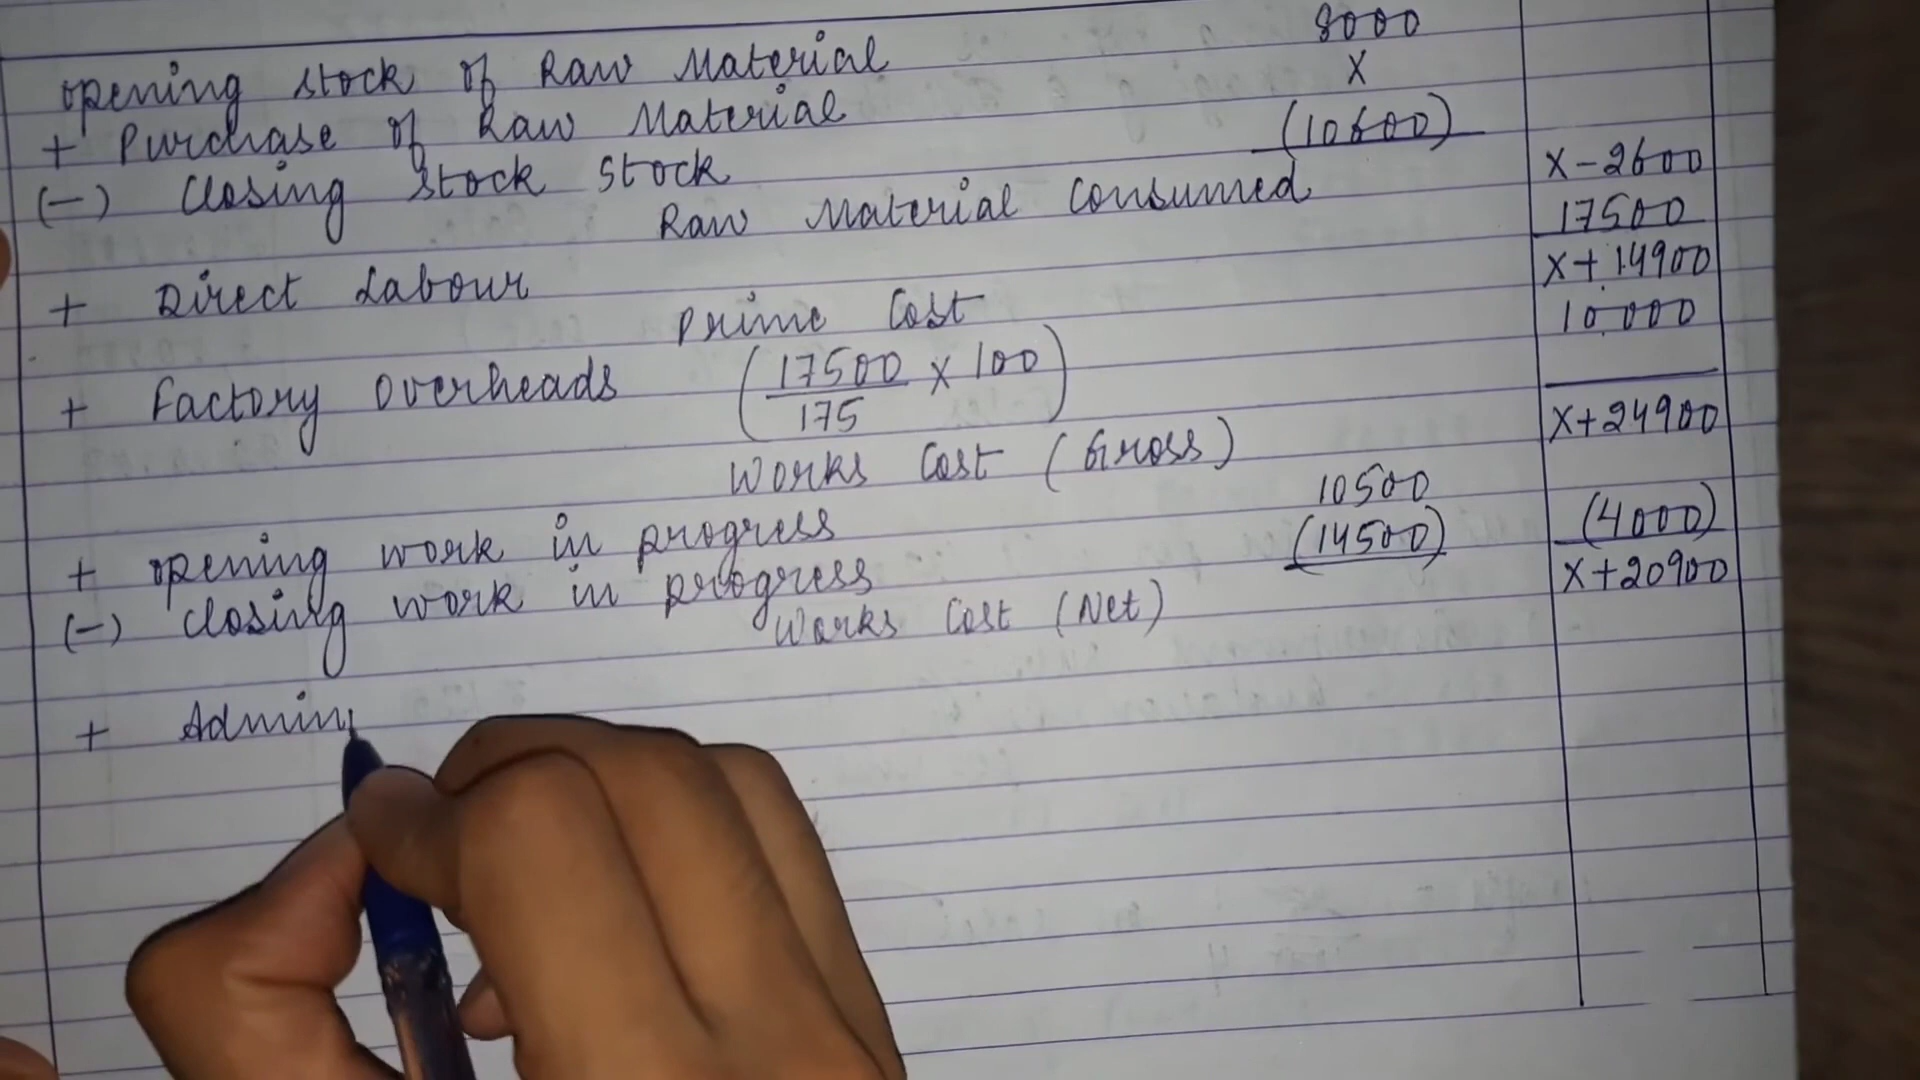 opening stock of Raw Material 8000
+ Purchase of Raw Material X
(-) Closing stock stock (10600)
Raw Material Consumed X-2600
+ Direct Labour 17500
Prime Cost X+14900
+ Factory Overheads (17500/175 X 100) 10000
Works Cost (Gross) X+24900
+ opening work in progress 10500
(-) closing work in progress (14500) (4000)
Works Cost (Net) X+20900
+ Admini